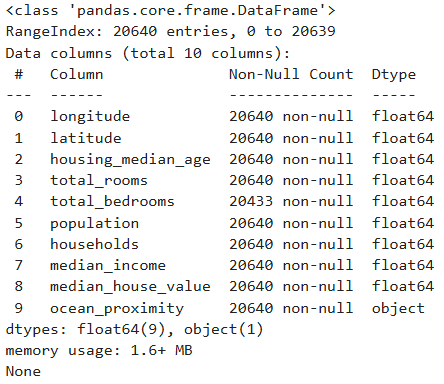 <class 'pandas.core.frame.DataFrame'>
RangeIndex: 20640 entries, 0 to 20639
Data columns (total 10 columns):
 #   Column              Non-Null Count  Dtype
---  ------              --------------  -----
 0   longitude           20640 non-null  float64
 1   latitude            20640 non-null  float64
 2   housing_median_age  20640 non-null  float64
 3   total_rooms         20640 non-null  float64
 4   total_bedrooms      20433 non-null  float64
 5   population          20640 non-null  float64
 6   households          20640 non-null  float64
 7   median_income       20640 non-null  float64
 8   median_house_value  20640 non-null  float64
 9   ocean_proximity     20640 non-null  object
dtypes: float64(9), object(1)
memory usage: 1.6+ MB
None